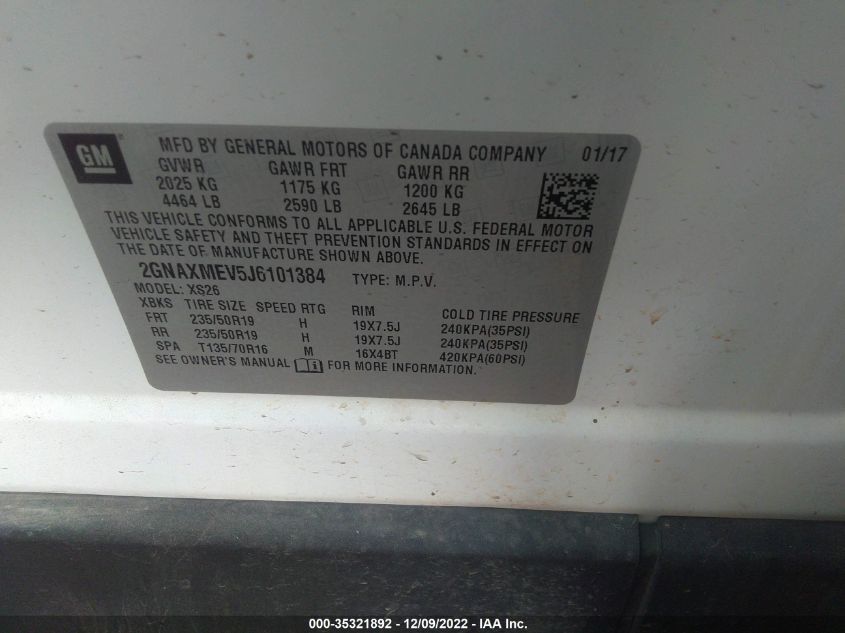 GM
MFD BY GENERAL MOTORS OF CANADA COMPANY 01/17
GVWR GAWR FRT GAWR RR
2025 KG 1175 KG 1200 KG
4464 LB 2590 LB 2645 LB
THIS VEHICLE CONFORMS TO ALL APPLICABLE U.S. FEDERAL MOTOR
VEHICLE SAFETY AND THEFT PREVENTION STANDARDS IN EFFECT ON
THE DATE OF MANUFACTURE SHOWN ABOVE.
2GNAXMEV5J6101384 TYPE: M.P.V.
MODEL: XS26
XBKS TIRE SIZE SPEED RTG RIM COLD TIRE PRESSURE
FRT 235/50R19 H 19X7.5J 240KPA(35PSI)
RR 235/50R19 H 19X7.5J 240KPA(35PSI)
SPA T135/70R16 M 16X4BT 420KPA(60PSI)
SEE OWNER'S MANUAL FOR MORE INFORMATION.
000-35321892 - 12/09/2022 - IAA Inc.